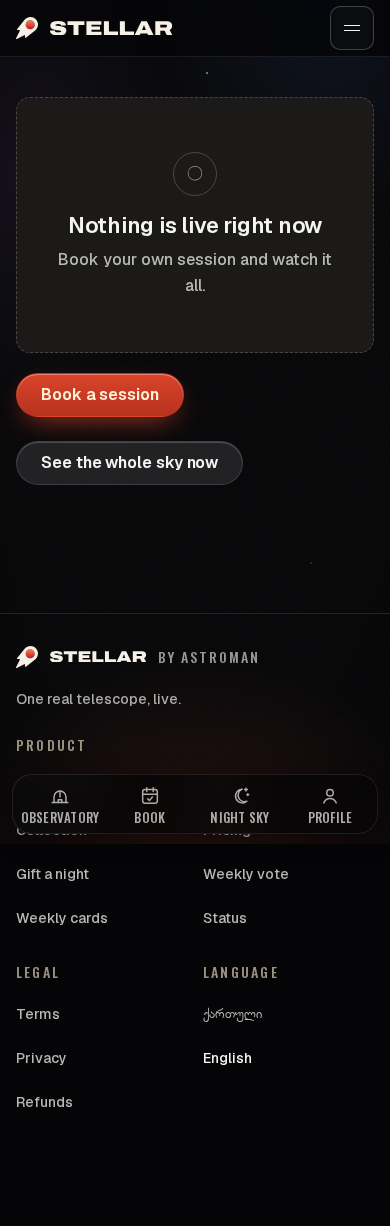 STELLAR
Nothing is live right now
Book your own session and watch it
all.
Book a session
See the whole sky now
STELLAR BY ASTROMAN
One real telescope, live.
PRODUCT
OBSERVATORY BOOK NIGHT SKY PROFILE
Gift a night Weekly vote
Weekly cards Status
LEGAL LANGUAGE
Terms ქართული
Privacy English
Refunds